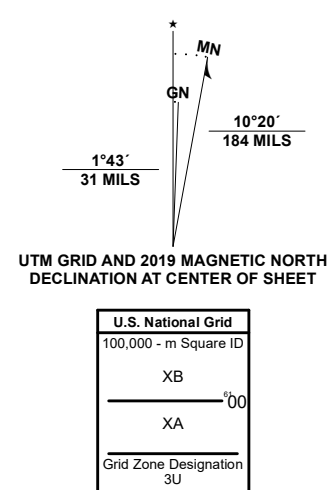 ★
MN
GN
10°20´
184 MILS
1°43´
31 MILS
UTM GRID AND 2019 MAGNETIC NORTH
DECLINATION AT CENTER OF SHEET
U.S. National Grid
100,000 - m Square ID
XB
6100
XA
Grid Zone Designation
3U